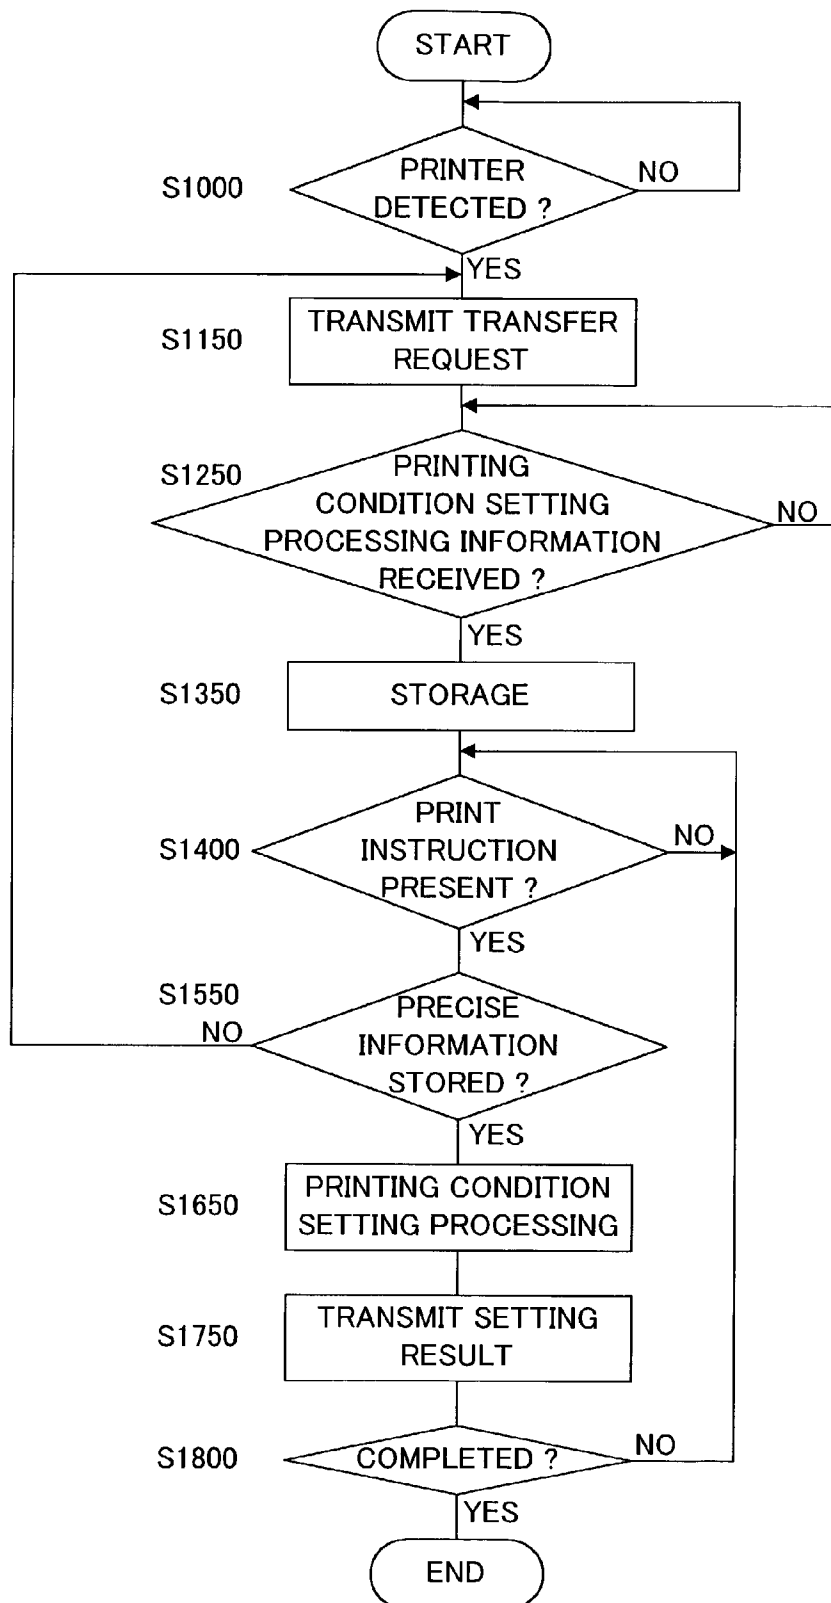 START
S1000
PRINTER
DETECTED ?
NO
YES
S1150
TRANSMIT TRANSFER
REQUEST
S1250
PRINTING
CONDITION SETTING
PROCESSING INFORMATION
RECEIVED ?
NO
YES
S1350
STORAGE
S1400
PRINT
INSTRUCTION
PRESENT ?
NO
YES
S1550
NO
PRECISE
INFORMATION
STORED ?
YES
S1650
PRINTING CONDITION
SETTING PROCESSING
S1750
TRANSMIT SETTING
RESULT
S1800
COMPLETED ?
NO
YES
END